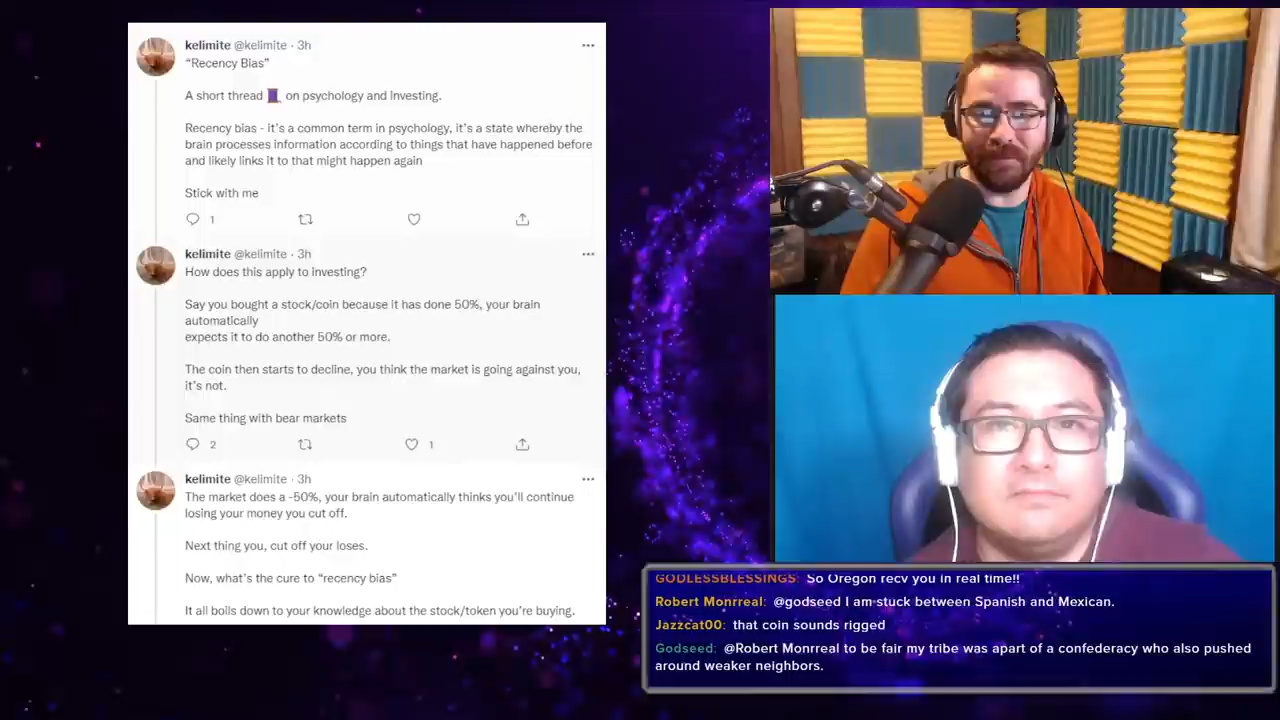 kelimite @kelimite · 3h
“Recency Bias”
A short thread 🧵 on psychology and Investing.
Recency bias - it’s a common term in psychology, it’s a state whereby the
brain processes information according to things that have happened before
and likely links it to that might happen again
Stick with me
1
kelimite @kelimite · 3h
How does this apply to investing?
Say you bought a stock/coin because it has done 50%, your brain
automatically
expects it to do another 50% or more.
The coin then starts to decline, you think the market is going against you,
it’s not.
Same thing with bear markets
2 1
kelimite @kelimite · 3h
The market does a -50%, your brain automatically thinks you’ll continue
losing your money you cut off.
Next thing you, cut off your loses.
Now, what’s the cure to “recency bias”
It all bolls down to your knowledge about the stock/token you’re buying.
GODLESSBLESSINGS: So Oregon recv you in real time!!
Robert Monrreal: @godseed I am stuck between Spanish and Mexican.
Jazzcat00: that coin sounds rigged
Godseed: @Robert Monrreal to be fair my tribe was apart of a confederacy who also pushed
around weaker neighbors.